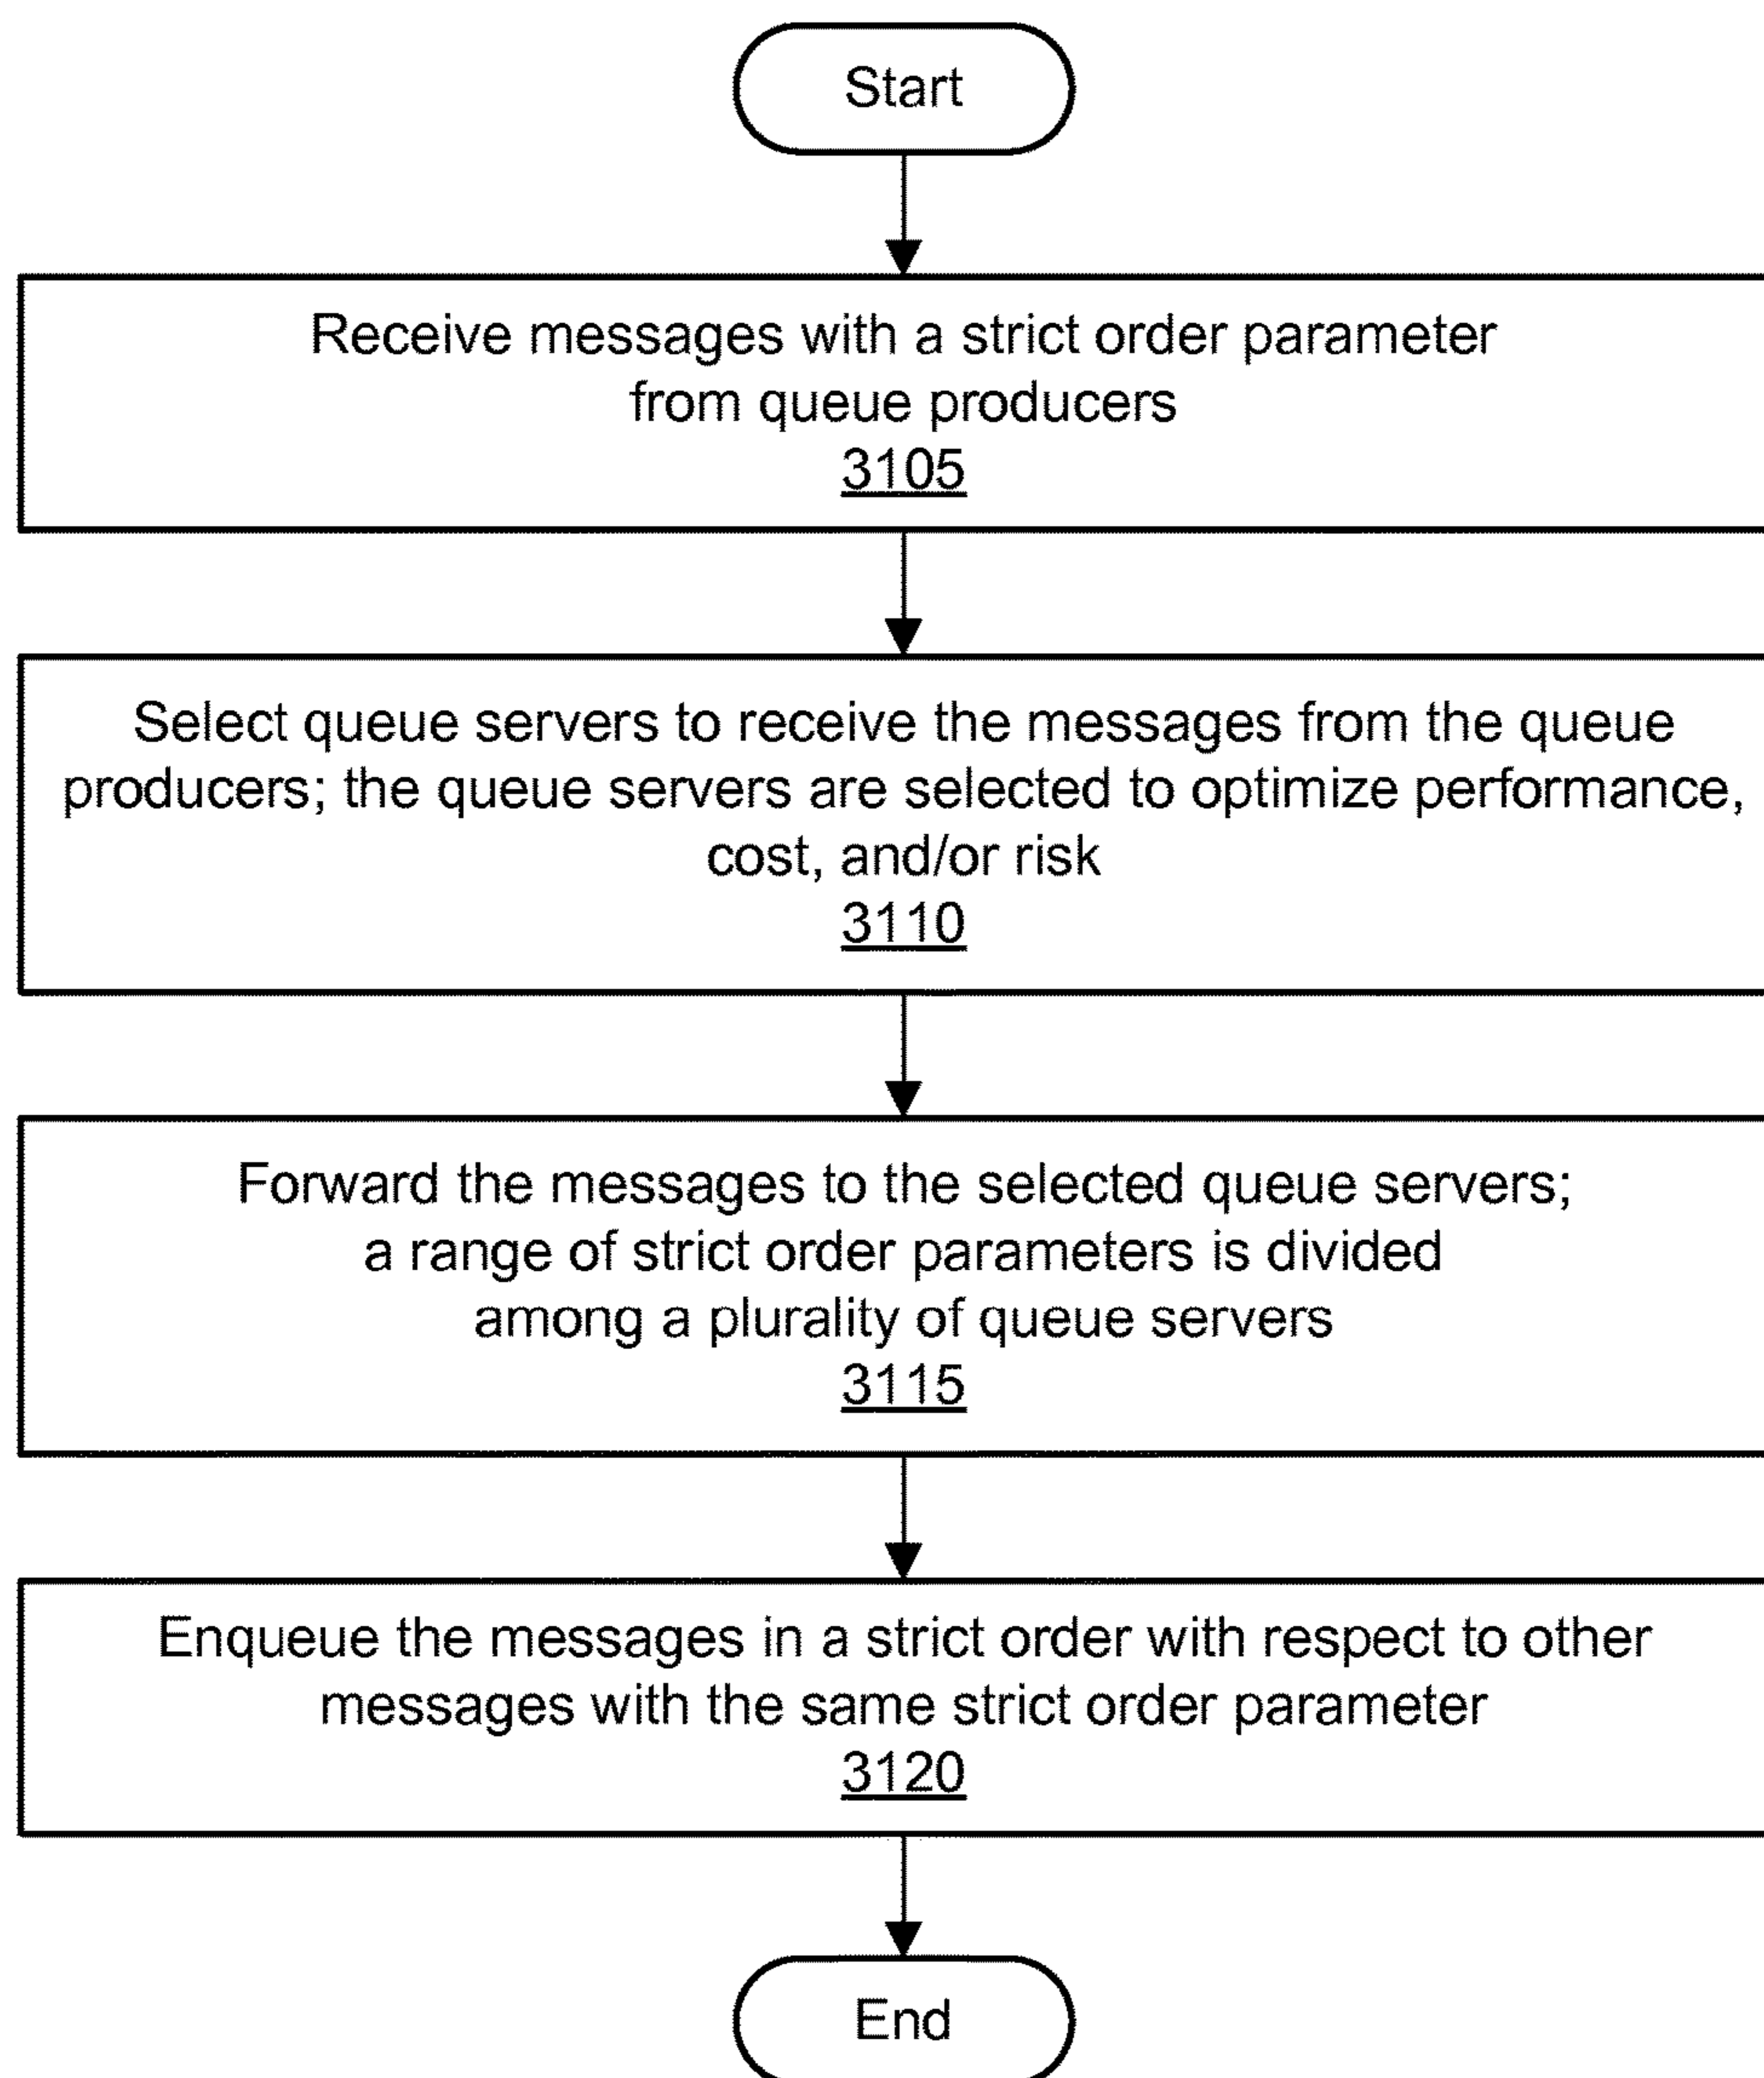 Start
Receive messages with a strict order parameter
from queue producers
3105
Select queue servers to receive the messages from the queue
producers; the queue servers are selected to optimize performance,
cost, and/or risk
3110
Forward the messages to the selected queue servers;
a range of strict order parameters is divided
among a plurality of queue servers
3115
Enqueue the messages in a strict order with respect to other
messages with the same strict order parameter
3120
End